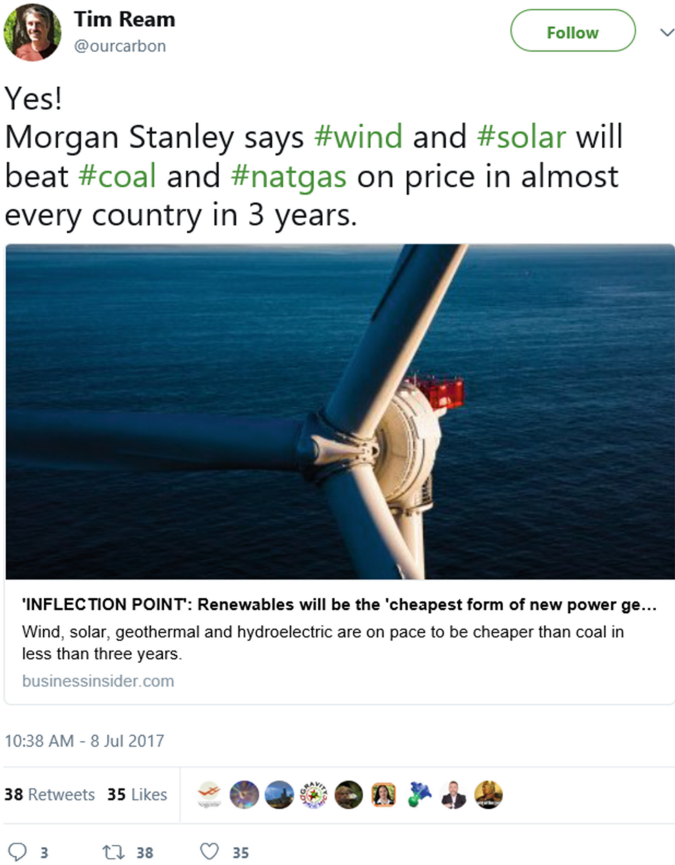 Tim Ream
@ourcarbon
Follow
Yes!
Morgan Stanley says #wind and #solar will
beat #coal and #natgas on price in almost
every country in 3 years.
'INFLECTION POINT': Renewables will be the 'cheapest form of new power ge...
Wind, solar, geothermal and hydroelectric are on pace to be cheaper than coal in
less than three years.
businessinsider.com
10:38 AM - 8 Jul 2017
38 Retweets 35 Likes
GRAVITY
3 38 35